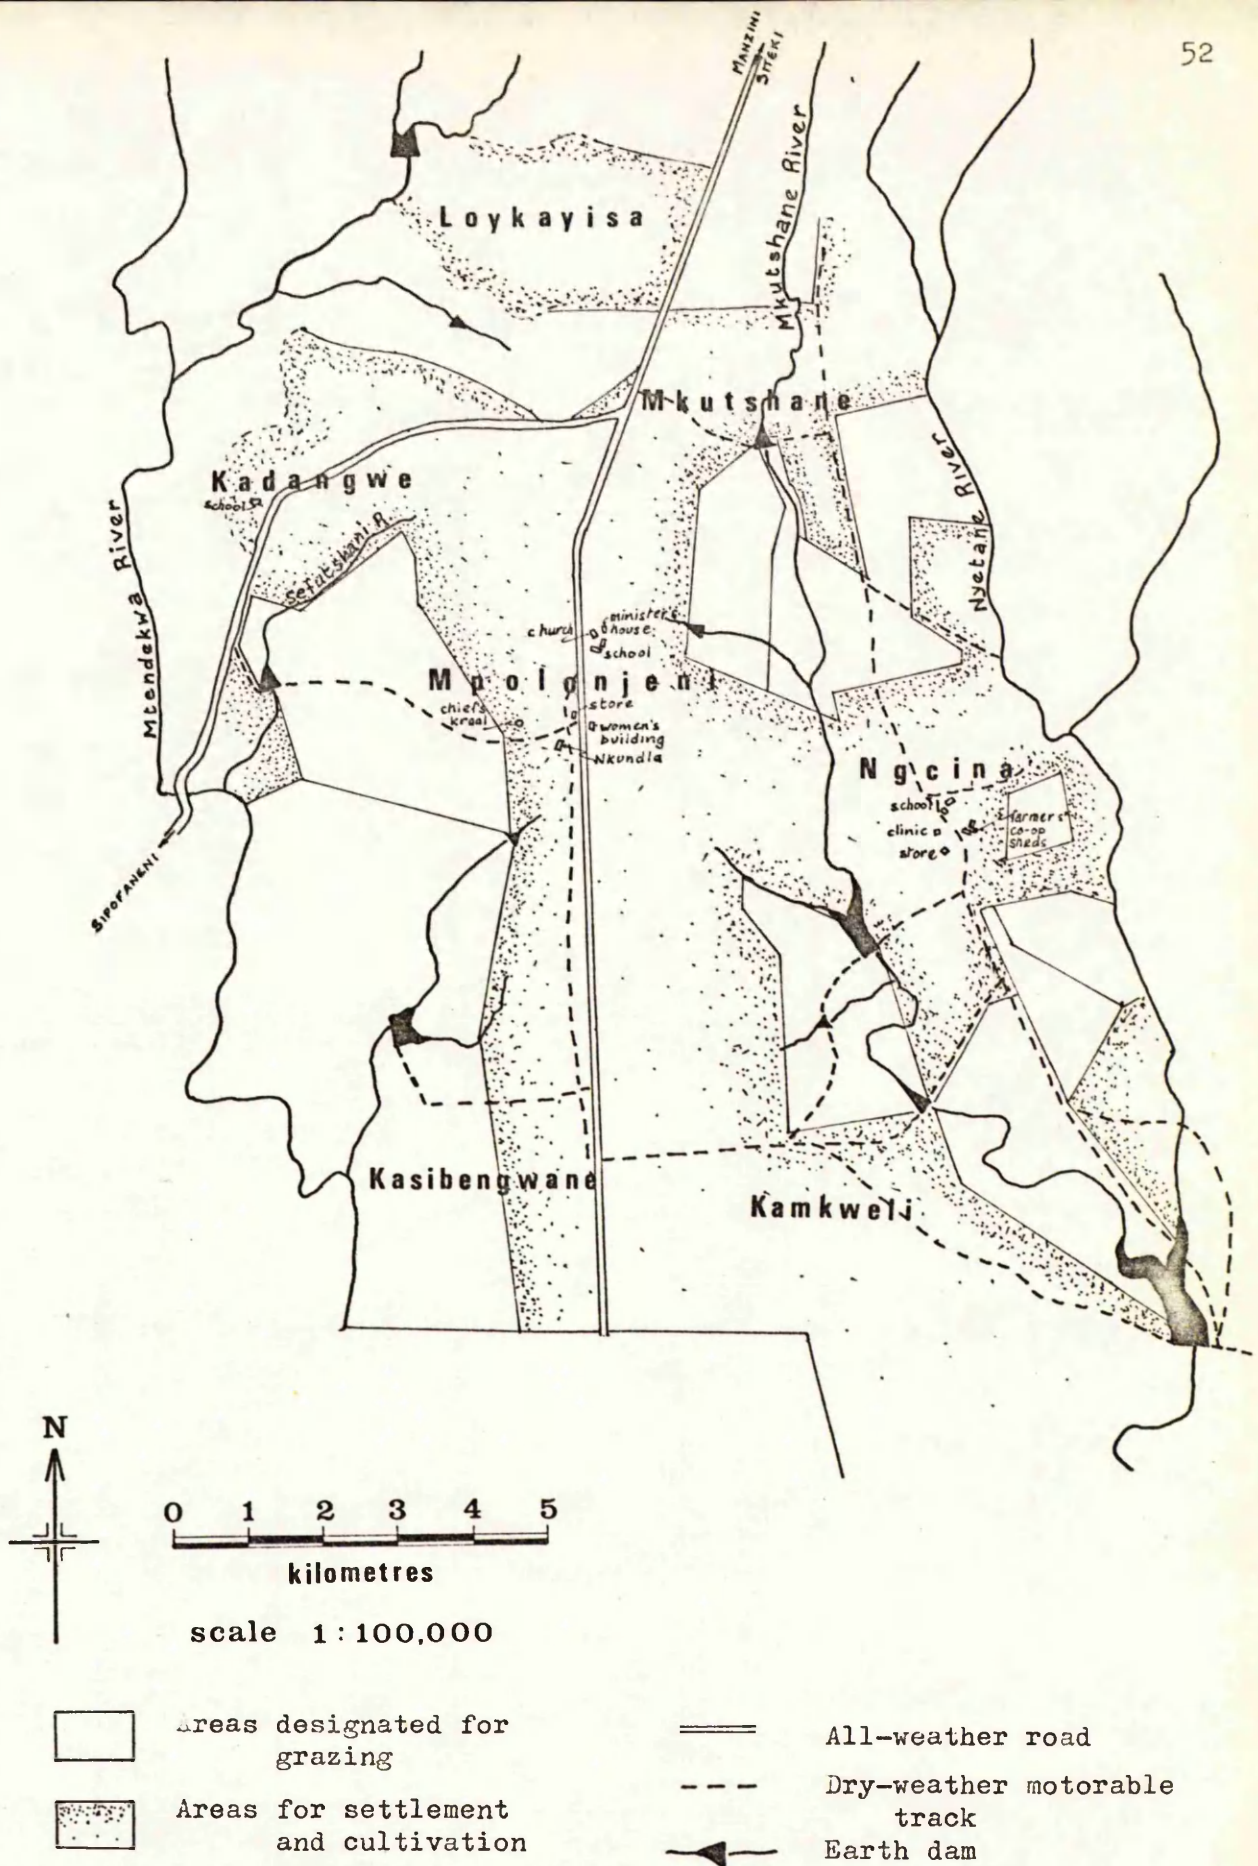 52
MANZINI
SITEKI
Mkutshane River
Loykayisa
Mkutshane
Kadangwe
school
Sefutshani R.
Mtendekwa River
Nyetane River
church
minister's
house
school
Mpolonjeni
chief's
kraal
store
women's
building
Nkundla
Ngcina
school
clinic
store
farmers'
co-op
sheds
SIPOFANENI
Kasibengwane
Kamkweli
N
0 1 2 3 4 5
kilometres
scale 1:100,000
Areas designated for
grazing
Areas for settlement
and cultivation
All-weather road
Dry-weather motorable
track
Earth dam